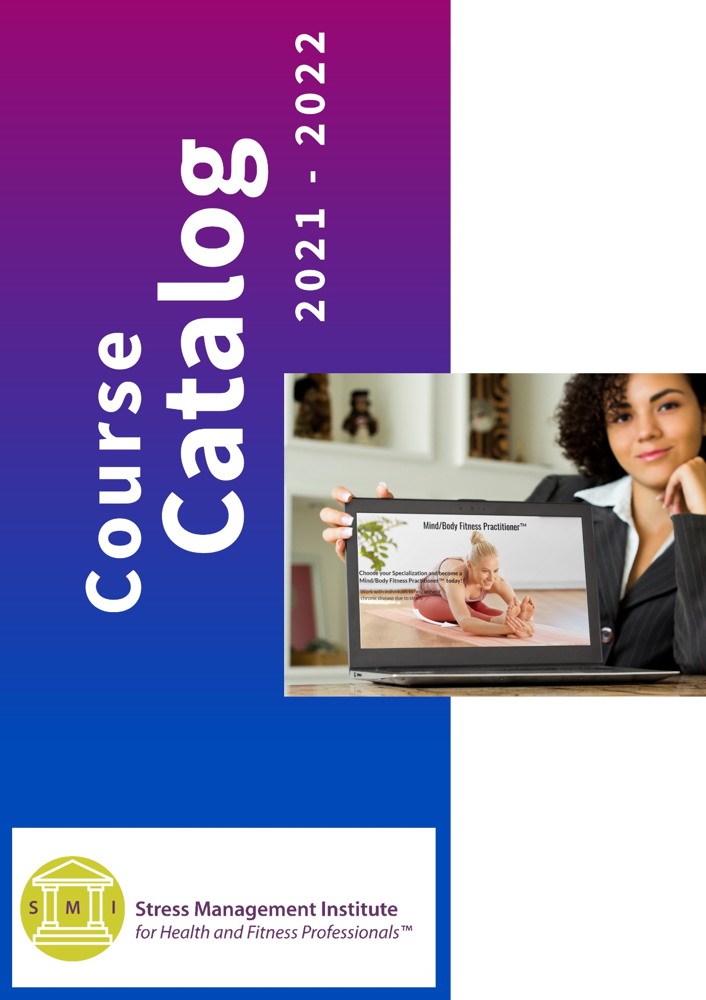 Course
Catalog
2021 - 2022
Mind/Body Fitness Practitioner™
Choose your Specialization and become a
Mind/Body Fitness Practitioner™ today!
Work with individuals to help prevent
chronic disease due to stress
S M I
Stress Management Institute
for Health and Fitness Professionals™